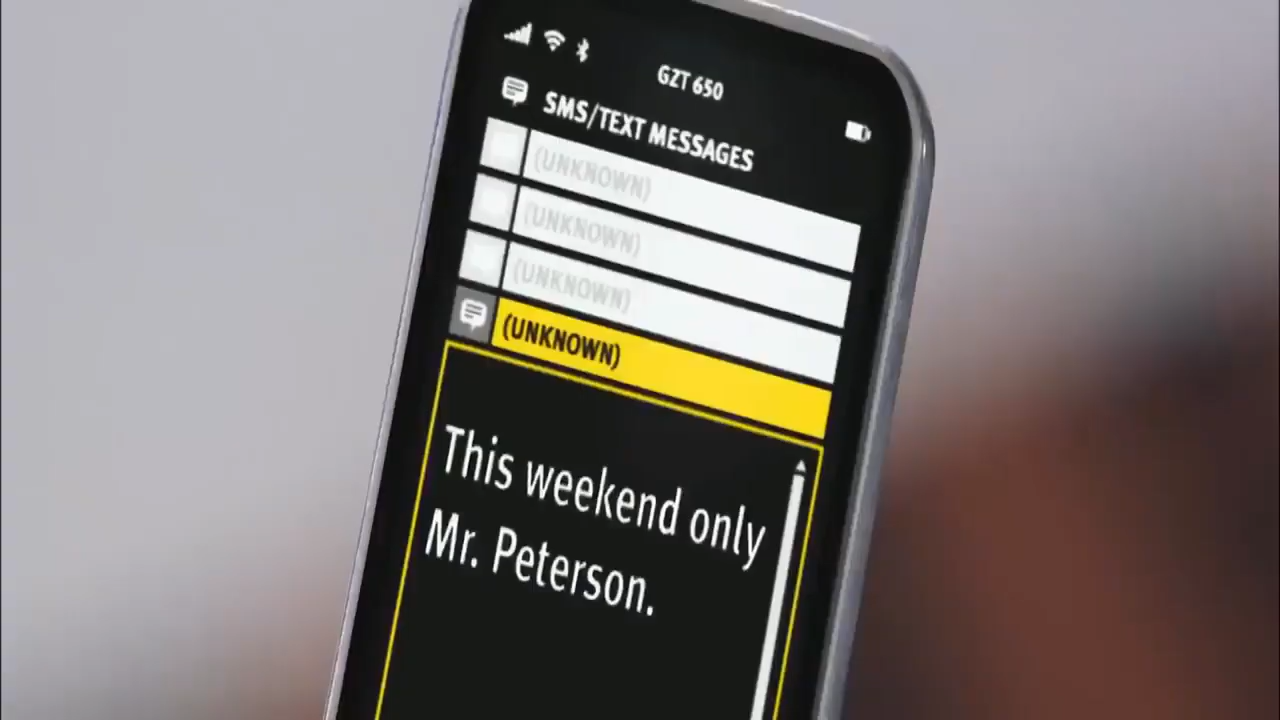 GZT 650
SMS/TEXT MESSAGES
(UNKNOWN)
(UNKNOWN)
(UNKNOWN)
(UNKNOWN)
This weekend only
Mr. Peterson.